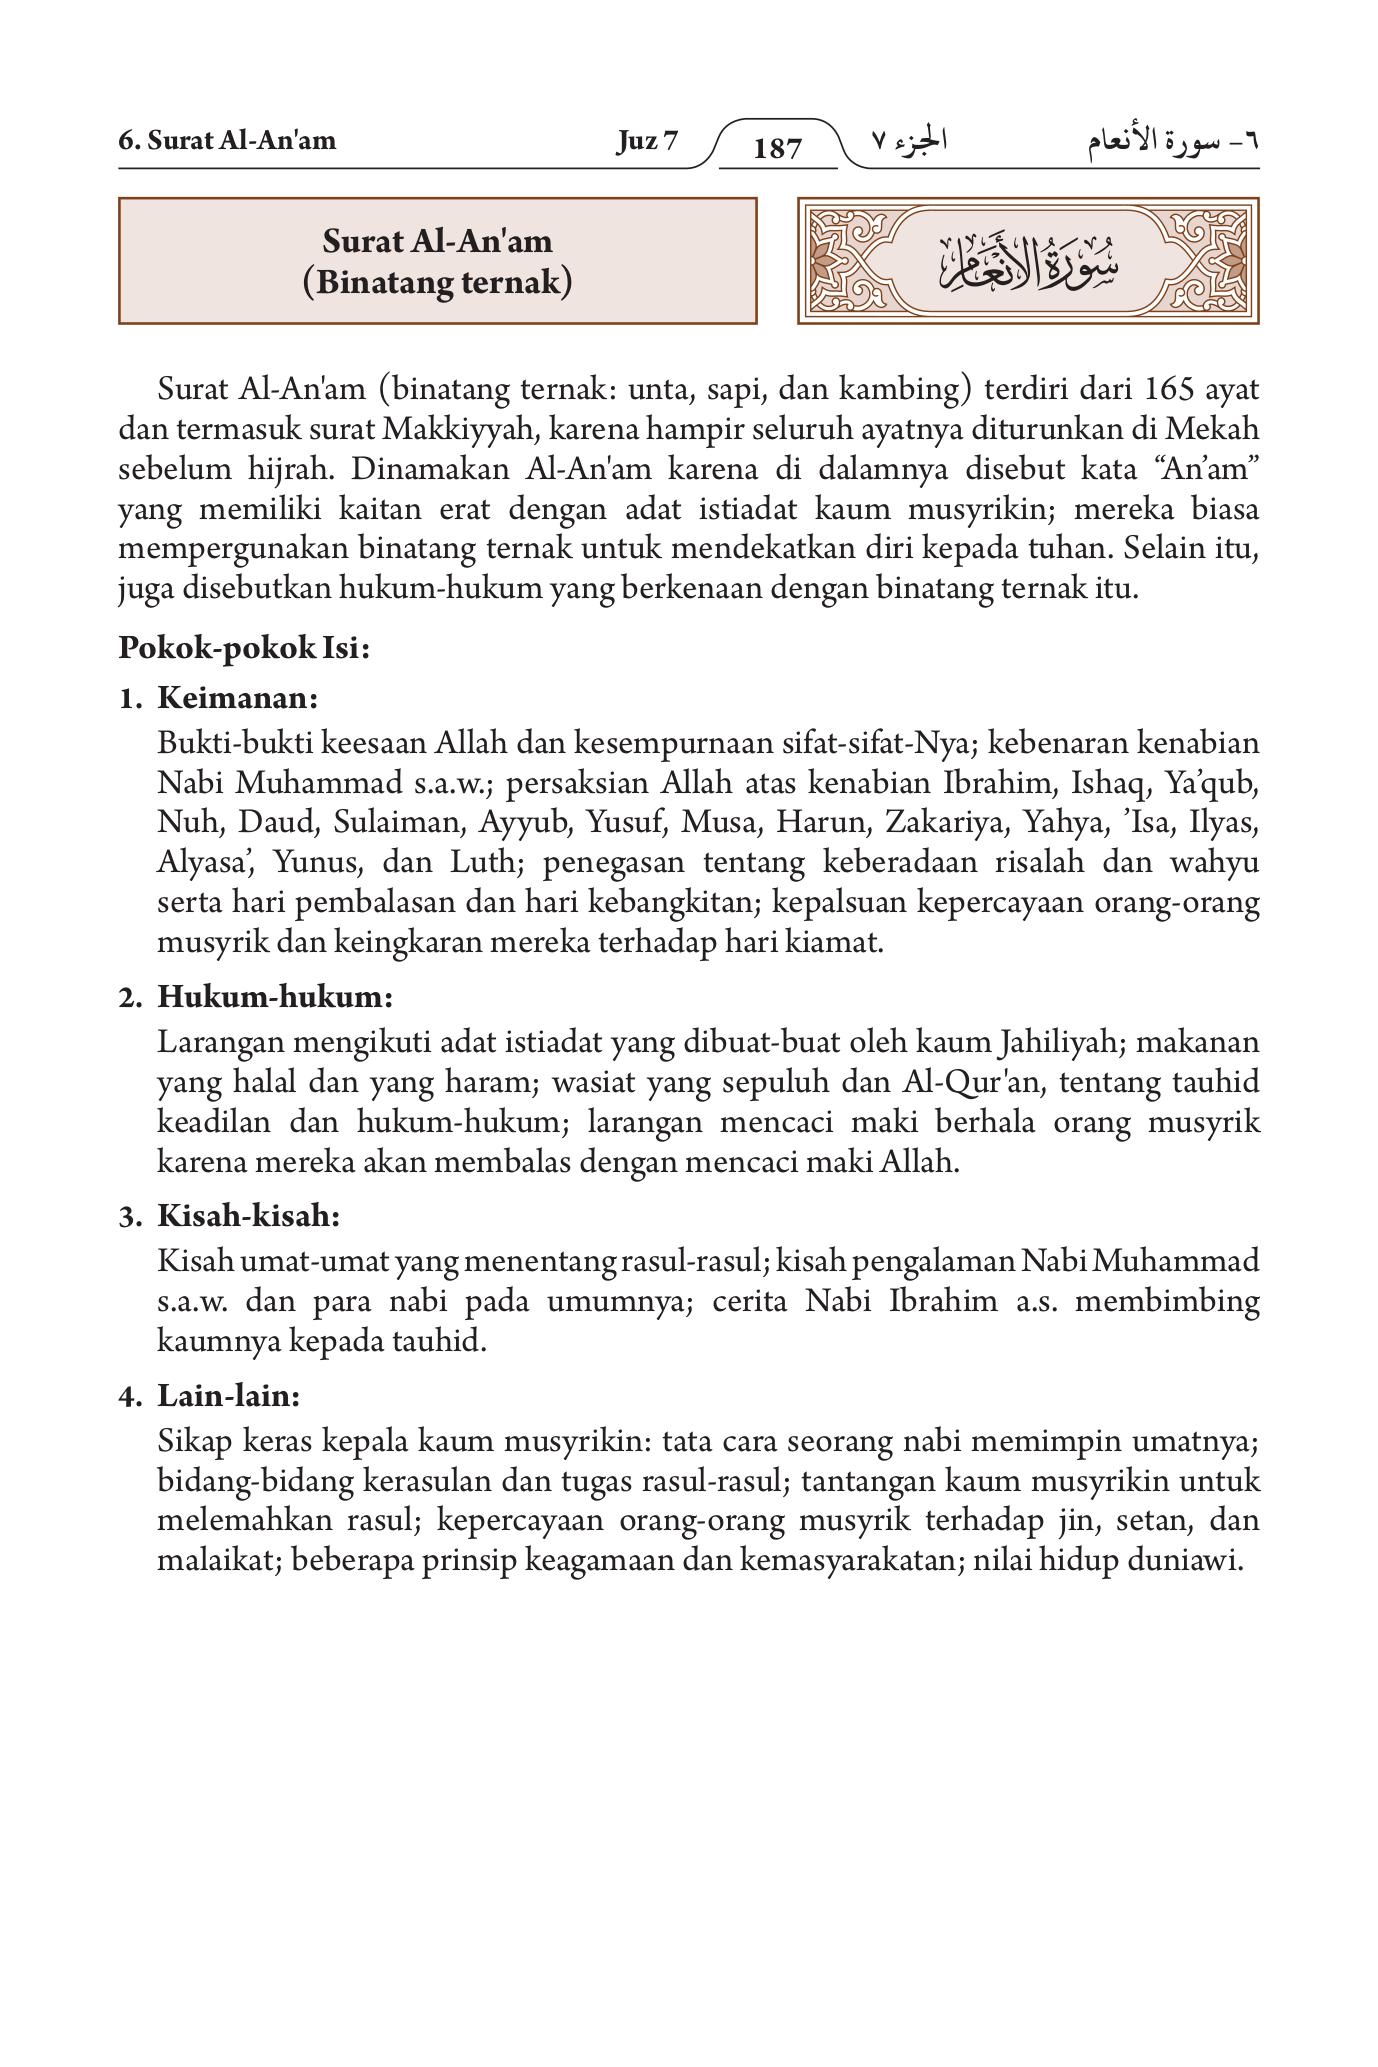 6. Surat Al-An'am Juz 7 187 الجزء ٧ ٦- سورة الأنعام
Surat Al-An'am
(Binatang ternak)
سُورَةُ الأَنْعَامِ
Surat Al-An'am (binatang ternak: unta, sapi, dan kambing) terdiri dari 165 ayat
dan termasuk surat Makkiyyah, karena hampir seluruh ayatnya diturunkan di Mekah
sebelum hijrah. Dinamakan Al-An'am karena di dalamnya disebut kata “An’am”
yang memiliki kaitan erat dengan adat istiadat kaum musyrikin; mereka biasa
mempergunakan binatang ternak untuk mendekatkan diri kepada tuhan. Selain itu,
juga disebutkan hukum-hukum yang berkenaan dengan binatang ternak itu.
Pokok-pokok Isi:
1. Keimanan:
Bukti-bukti keesaan Allah dan kesempurnaan sifat-sifat-Nya; kebenaran kenabian
Nabi Muhammad s.a.w.; persaksian Allah atas kenabian Ibrahim, Ishaq, Ya’qub,
Nuh, Daud, Sulaiman, Ayyub, Yusuf, Musa, Harun, Zakariya, Yahya, ’Isa, Ilyas,
Alyasa’, Yunus, dan Luth; penegasan tentang keberadaan risalah dan wahyu
serta hari pembalasan dan hari kebangkitan; kepalsuan kepercayaan orang-orang
musyrik dan keingkaran mereka terhadap hari kiamat.
2. Hukum-hukum:
Larangan mengikuti adat istiadat yang dibuat-buat oleh kaum Jahiliyah; makanan
yang halal dan yang haram; wasiat yang sepuluh dan Al-Qur'an, tentang tauhid
keadilan dan hukum-hukum; larangan mencaci maki berhala orang musyrik
karena mereka akan membalas dengan mencaci maki Allah.
3. Kisah-kisah:
Kisah umat-umat yang menentang rasul-rasul; kisah pengalaman Nabi Muhammad
s.a.w. dan para nabi pada umumnya; cerita Nabi Ibrahim a.s. membimbing
kaumnya kepada tauhid.
4. Lain-lain:
Sikap keras kepala kaum musyrikin: tata cara seorang nabi memimpin umatnya;
bidang-bidang kerasulan dan tugas rasul-rasul; tantangan kaum musyrikin untuk
melemahkan rasul; kepercayaan orang-orang musyrik terhadap jin, setan, dan
malaikat; beberapa prinsip keagamaan dan kemasyarakatan; nilai hidup duniawi.